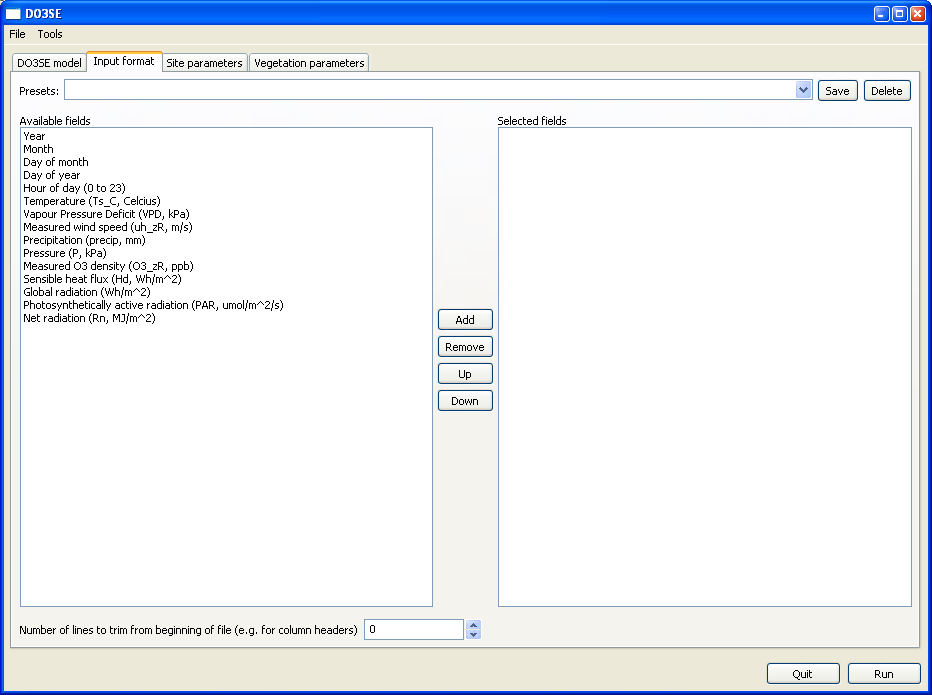 DO3SE
File Tools
DO3SE model Input format Site parameters Vegetation parameters
Presets: Save Delete
Available fields Selected fields
Year
Month
Day of month
Day of year
Hour of day (0 to 23)
Temperature (Ts_C, Celcius)
Vapour Pressure Deficit (VPD, kPa)
Measured wind speed (uh_zR, m/s)
Precipitation (precip, mm)
Pressure (P, kPa)
Measured O3 density (O3_zR, ppb)
Sensible heat flux (Hd, Wh/m^2)
Global radiation (Wh/m^2)
Photosynthetically active radiation (PAR, umol/m^2/s)
Net radiation (Rn, MJ/m^2)
Add
Remove
Up
Down
Number of lines to trim from beginning of file (e.g. for column headers) 0
Quit Run